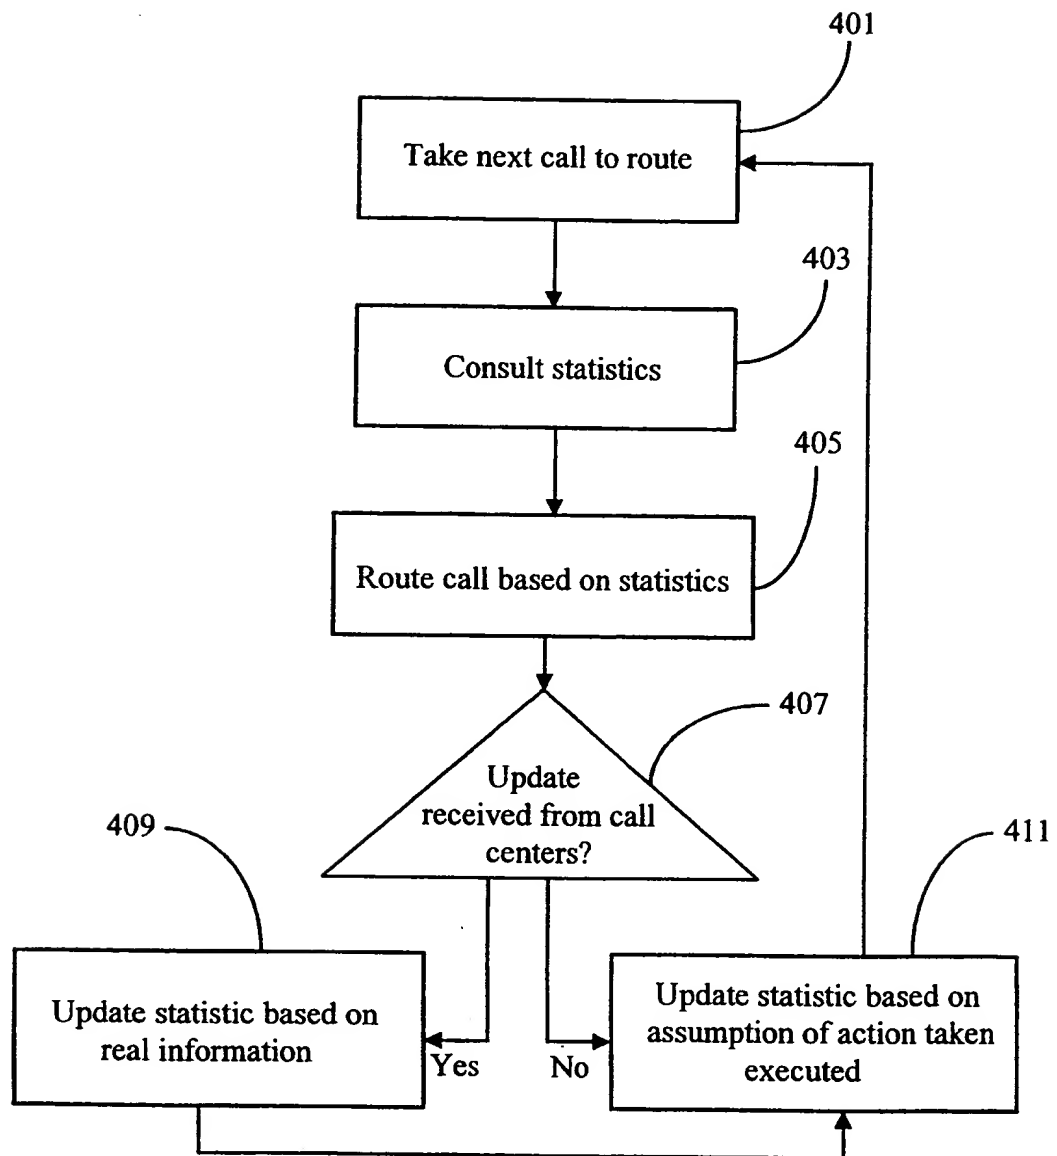 401
Take next call to route
403
Consult statistics
405
Route call based on statistics
407
Update
received from call
centers?
409
411
Update statistic based on
real information
Yes
No
Update statistic based on
assumption of action taken
executed